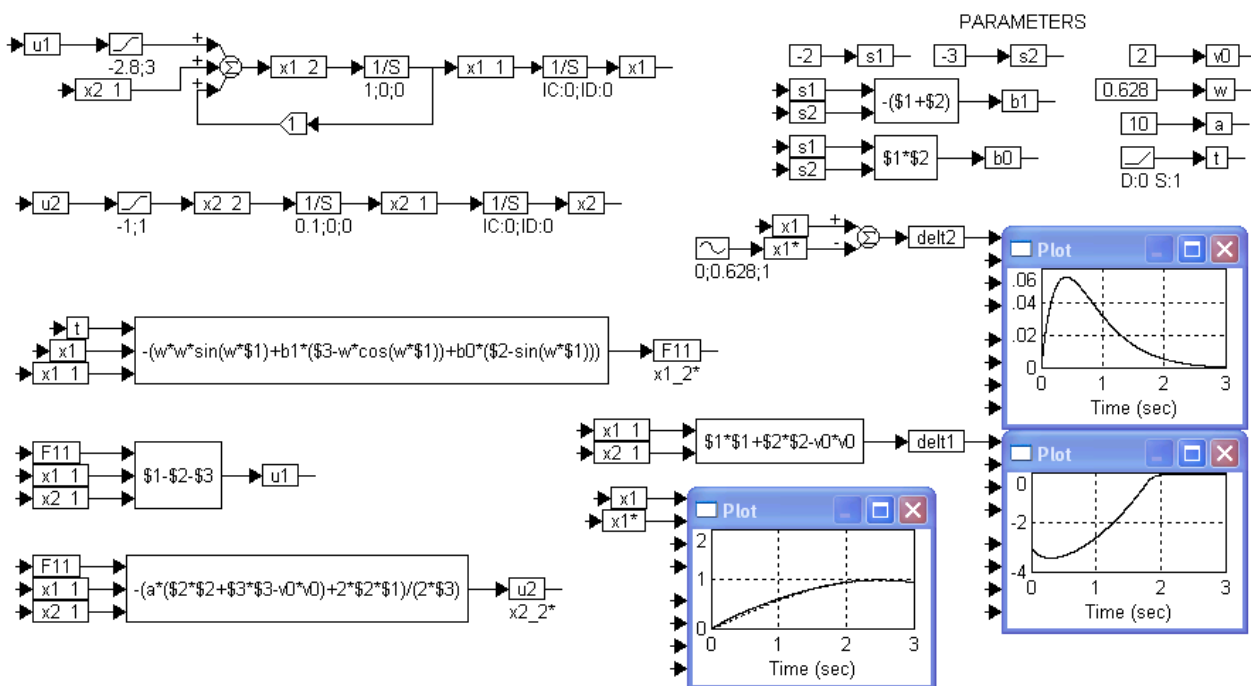 PARAMETERS
u1
-2.8;3
+
+
+
Σ
x2_1
x1_2
1/S
1;0;0
x1_1
1/S
IC:0;ID:0
x1
1
-2
s1
-3
s2
2
v0
s1
s2
-($1+$2)
b1
0.628
w
s1
s2
$1*$2
b0
10
a
t
D:0 S:1
u2
-1;1
x2_2
1/S
0.1;0;0
x2_1
1/S
IC:0;ID:0
x2
0;0.628;1
x1
x1*
+
-
Σ
delt2
Plot
.06
.04
.02
0
0 1 2 3
Time (sec)
t
x1
x1_1
-(w*w*sin(w*$1)+b1*($3-w*cos(w*$1))+b0*($2-sin(w*$1)))
F11
x1_2*
x1_1
x2_1
$1*$1+$2*$2-v0*v0
delt1
Plot
0
-2
-4
0 1 2 3
Time (sec)
F11
x1_1
x2_1
$1-$2-$3
u1
x1
x1*
Plot
2
1
0
0 1 2 3
Time (sec)
F11
x1_1
x2_1
-(a*($2*$2+$3*$3-v0*v0)+2*$2*$1)/(2*$3)
u2
x2_2*